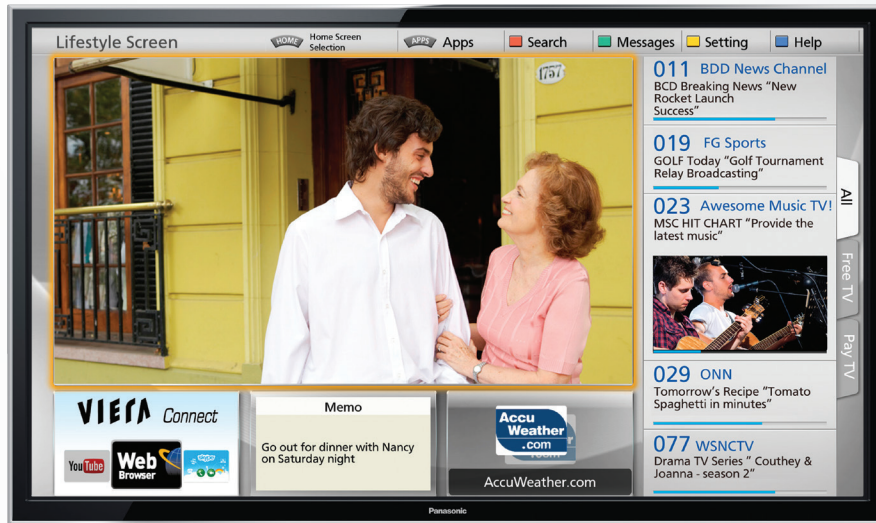 Lifestyle Screen
HOME
Home Screen
Selection
APPS
Apps
Search
Messages
Setting
Help
1757
011 BDD News Channel
BCD Breaking News "New
Rocket Launch
Success"
019 FG Sports
GOLF Today "Golf Tournament
Relay Broadcasting"
023 Awesome Music TV!
MSC HIT CHART "Provide the
latest music"
029 ONN
Tomorrow's Recipe "Tomato
Spaghetti in minutes"
077 WSNCTV
Drama TV Series " Couthey &
Joanna - season 2"
All
Free TV
Pay TV
VIErA Connect
YouTube
Web
Browser
skype
Memo
Go out for dinner with Nancy
on Saturday night
Accu
Weather
.com
AccuWeather.com
Panasonic